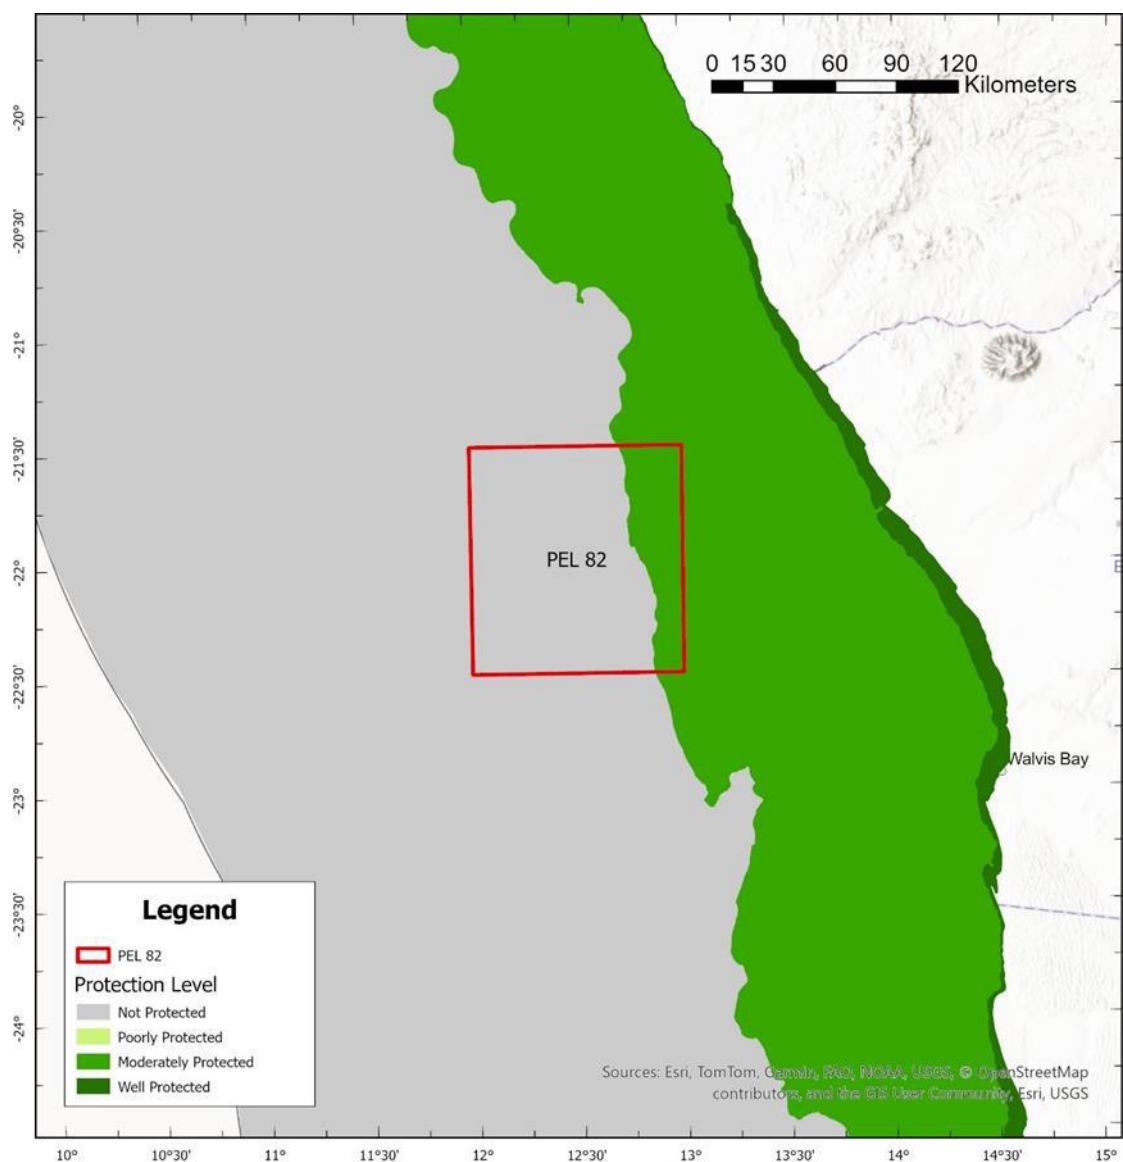 0 15 30 60 90 120
Kilometers
-20°
-20°30'
-21°
-21°30'
-22°
-22°30'
-23°
-23°30'
-24°
PEL 82
Walvis Bay
E
Legend
PEL 82
Protection Level
Not Protected
Poorly Protected
Moderately Protected
Well Protected
Sources: Esri, TomTom, Garmin, FAO, NOAA, USGS, © OpenStreetMap
contributors, and the GIS User Community, Esri, USGS
10° 10°30' 11° 11°30' 12° 12°30' 13° 13°30' 14° 14°30' 15°